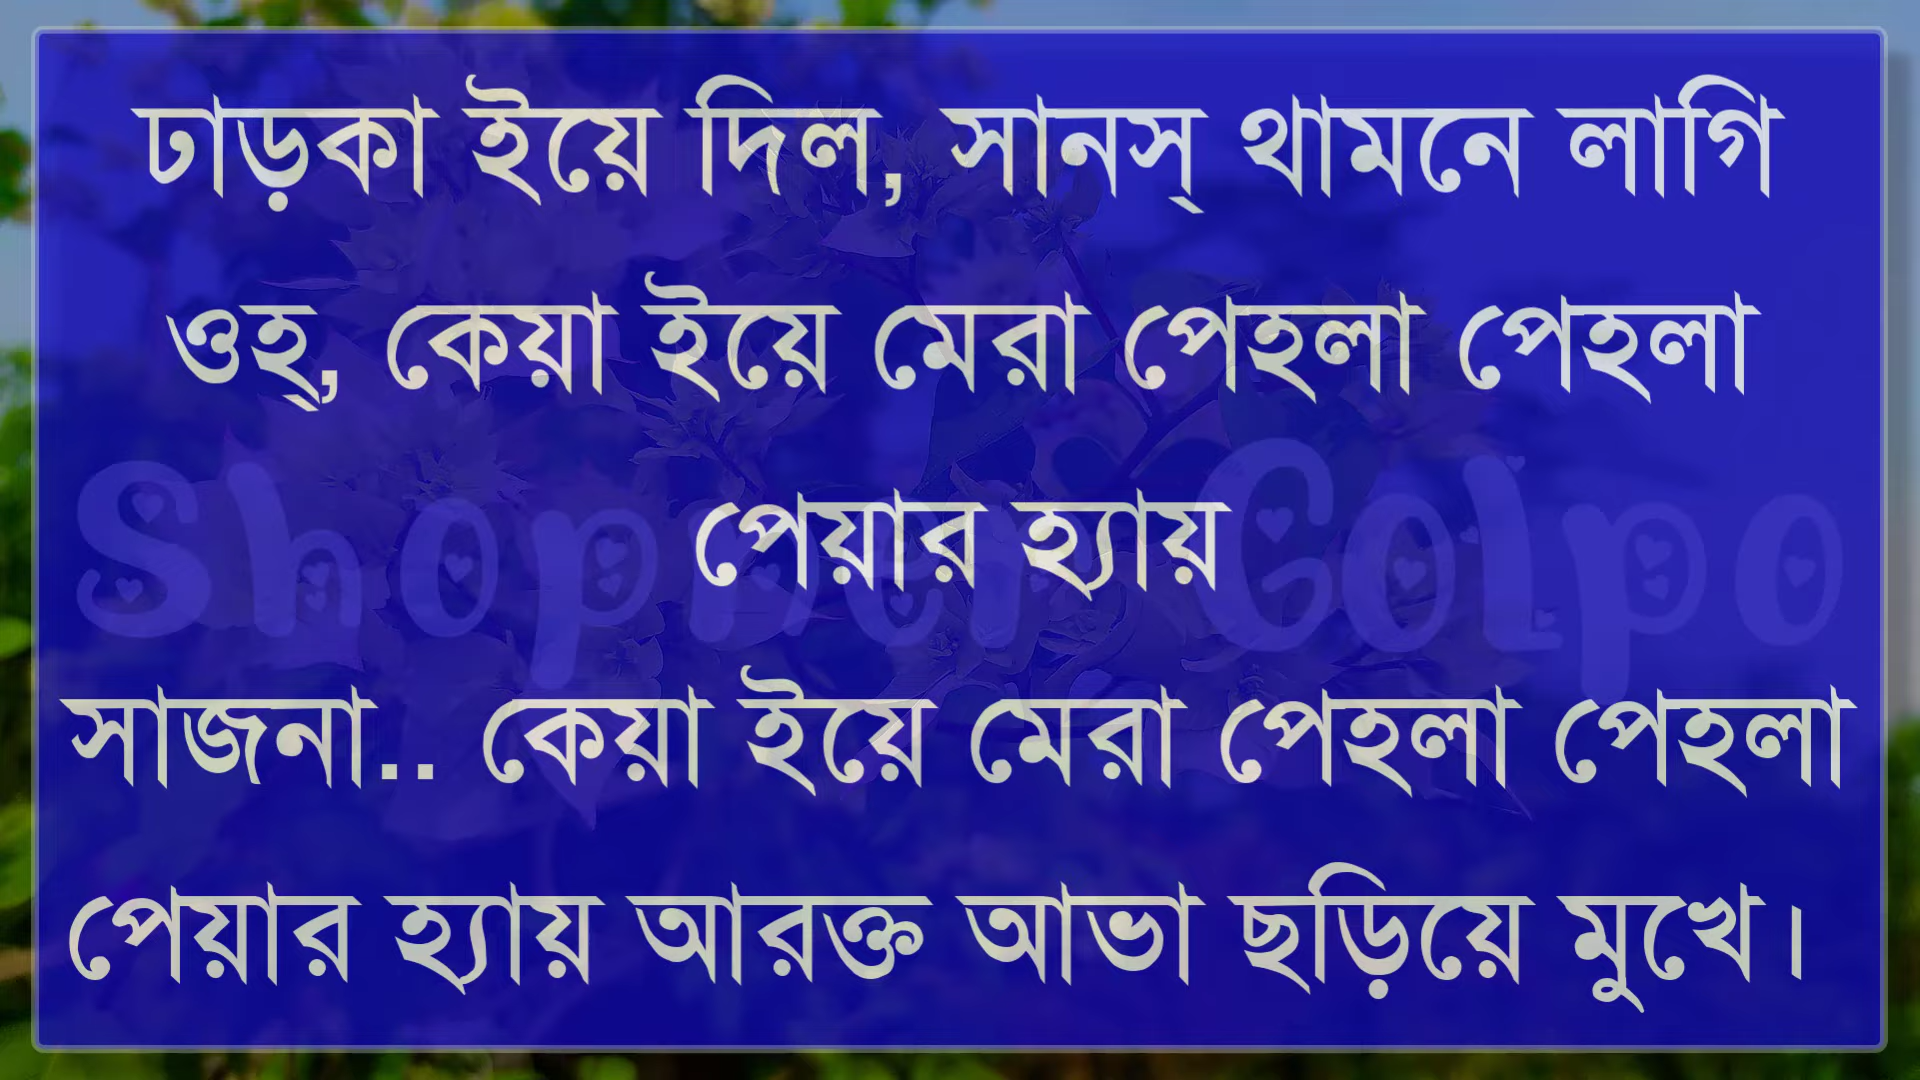 ঢাড়কা ইয়ে দিল, সানস্ থামনে লাগি
ওহ্, কেয়া ইয়ে মেরা পেহলা পেহলা
পেয়ার হ্যায়
Shopner Golpo
সাজনা.. কেয়া ইয়ে মেরা পেহলা পেহলা
পেয়ার হ্যায় আরক্ত আভা ছড়িয়ে মুখে।